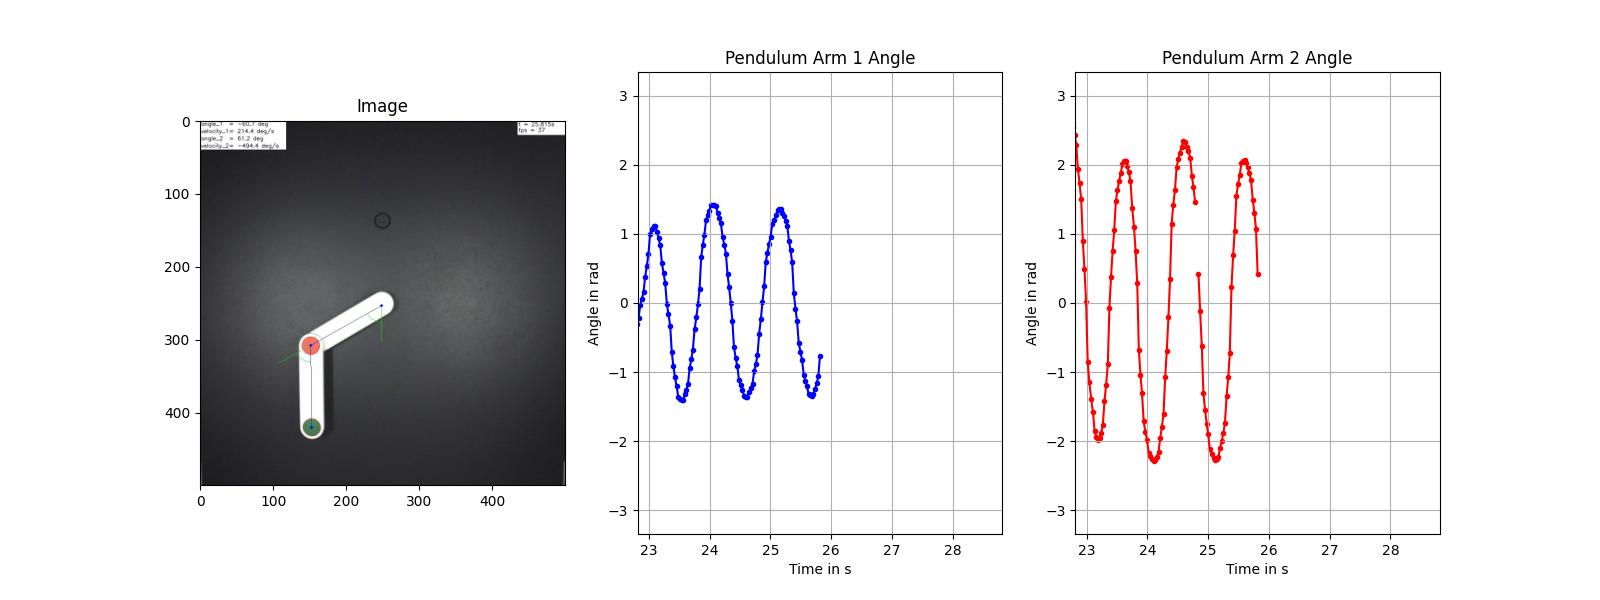 Image
angle_1 = -60.7 deg
velocity_1= 214.4 deg/s
angle_2 = 61.2 deg
velocity_2= -494.4 deg/s
t = 25.815s
fps = 37
0
100
200
300
400
0 100 200 300 400
Pendulum Arm 1 Angle
Angle in rad
3
2
1
0
−1
−2
−3
23 24 25 26 27 28
Time in s
Pendulum Arm 2 Angle
Angle in rad
3
2
1
0
−1
−2
−3
23 24 25 26 27 28
Time in s